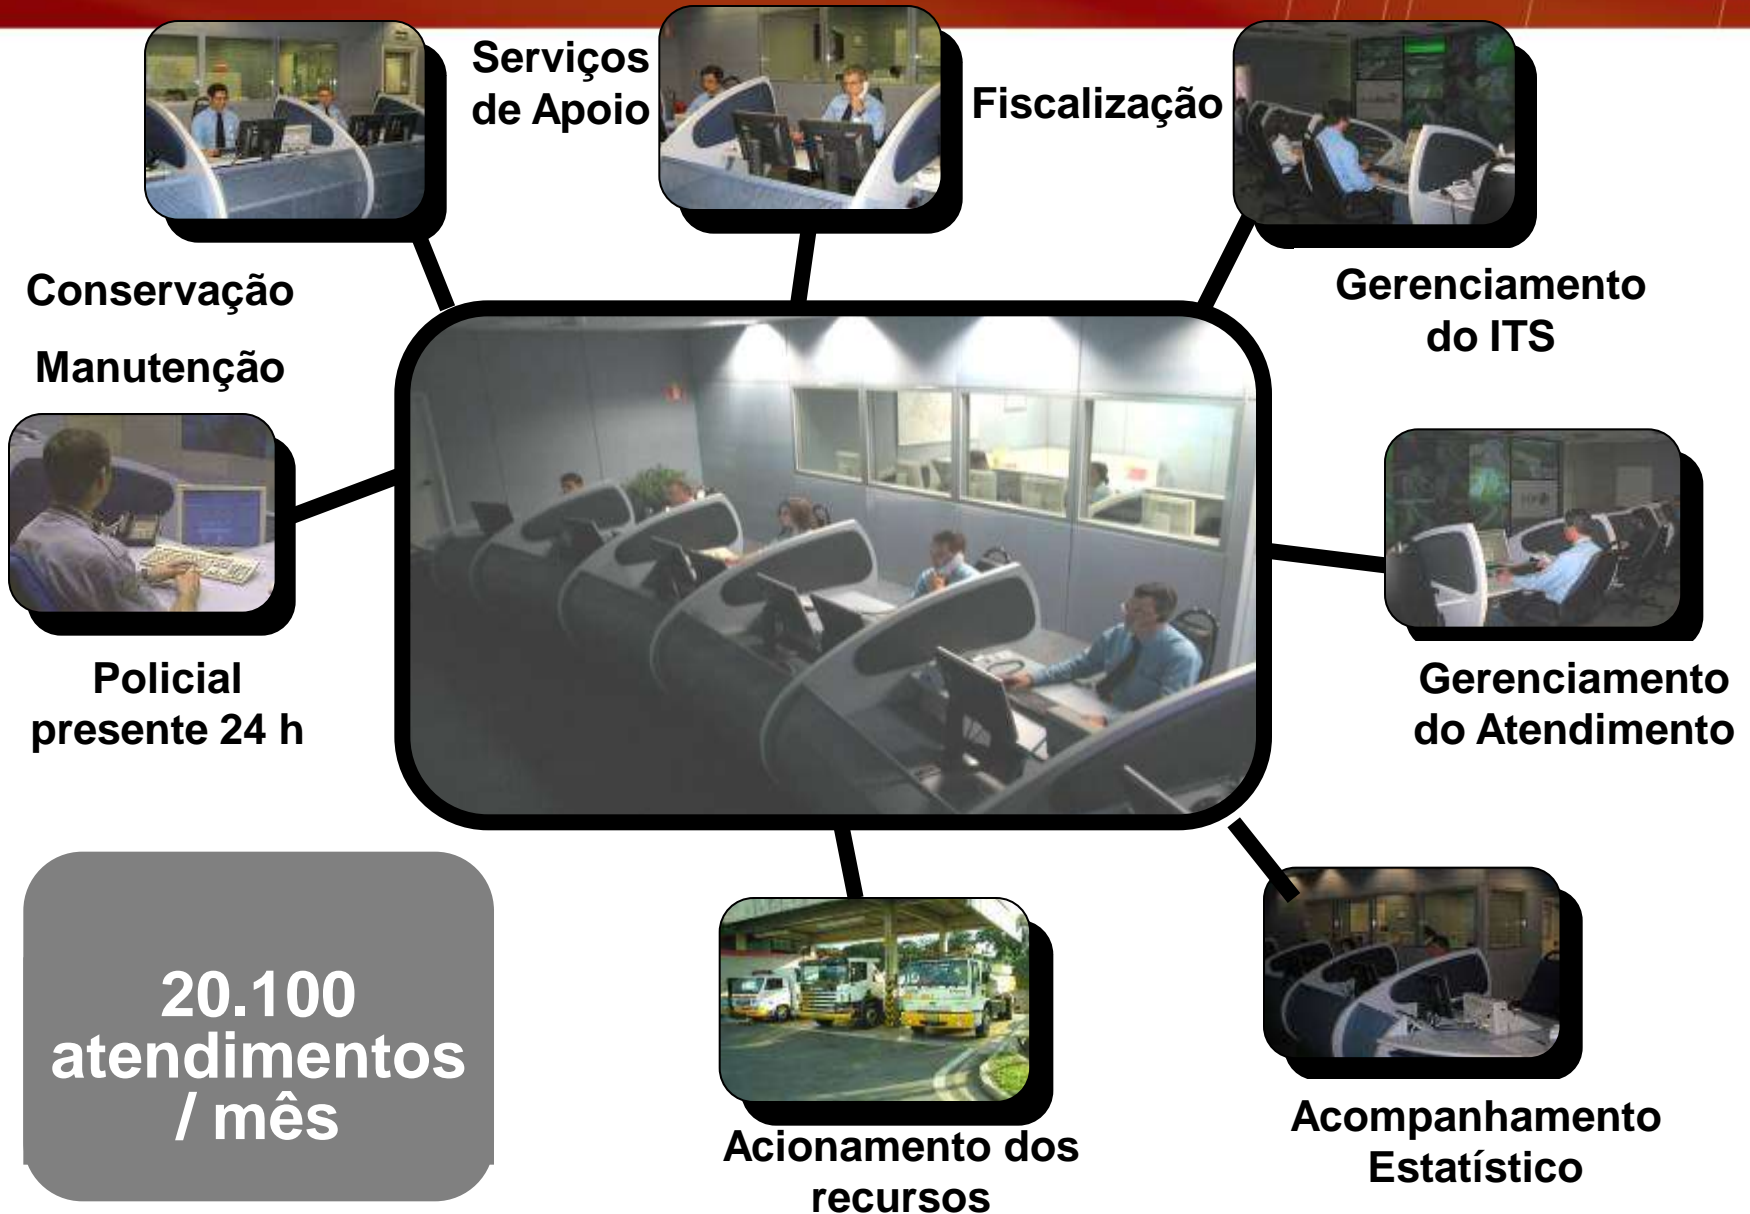 Serviços
de Apoio
Fiscalização
Conservação
Manutenção
Gerenciamento
do ITS
Policial
presente 24 h
Gerenciamento
do Atendimento
20.100
atendimentos
/ mês
Acionamento dos
recursos
Acompanhamento
Estatístico